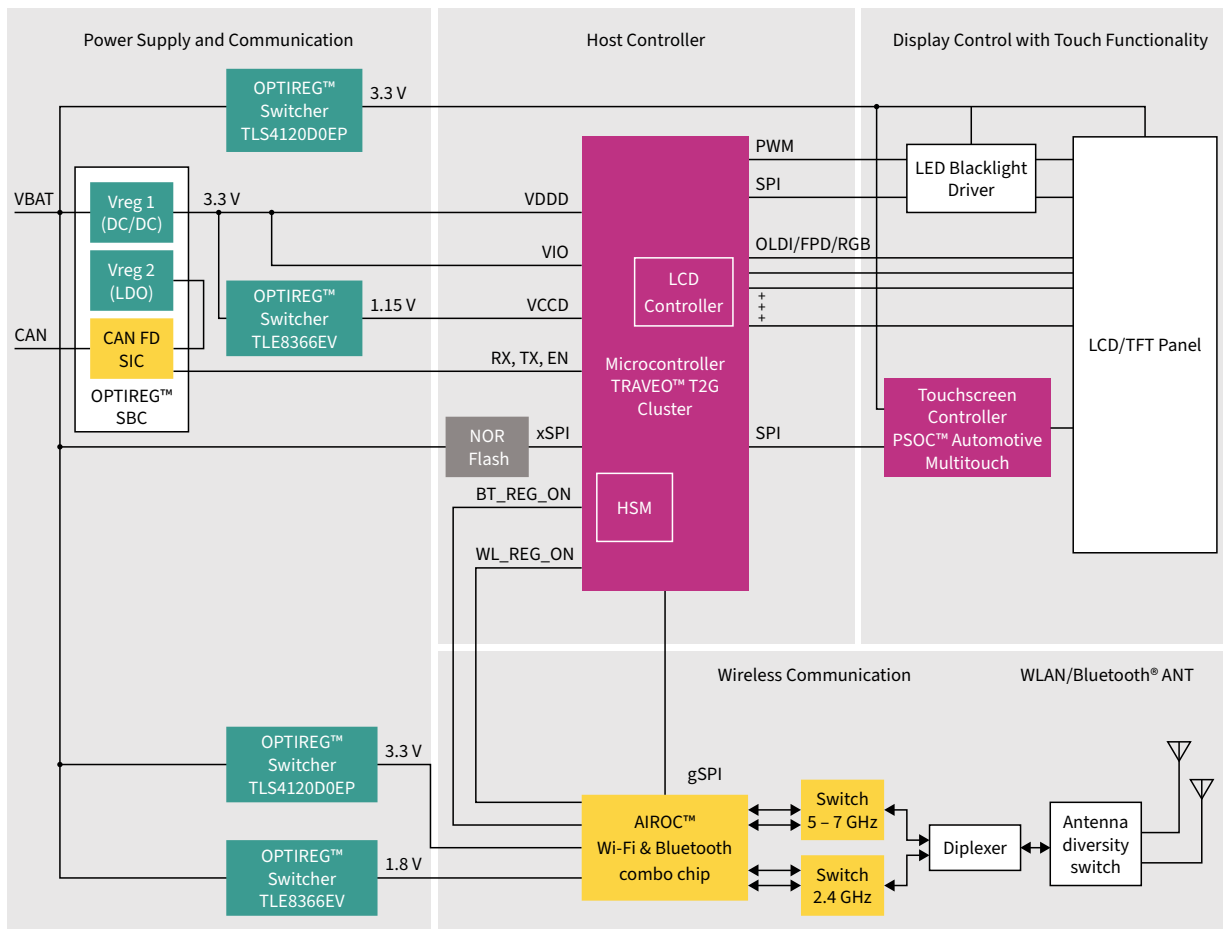 Power Supply and Communication
Host Controller
Display Control with Touch Functionality
OPTIREG™
Switcher
TLS4120D0EP
3.3 V
VBAT
Vreg 1
(DC/DC)
3.3 V
Vreg 2
(LDO)
CAN
CAN FD
SIC
OPTIREG™
SBC
OPTIREG™
Switcher
TLE8366EV
1.15 V
VDDD
VIO
VCCD
RX, TX, EN
NOR
Flash
xSPI
BT_REG_ON
WL_REG_ON
LCD
Controller
Microcontroller
TRAVEO™ T2G
Cluster
HSM
PWM
SPI
OLDI/FPD/RGB
+
+
+
SPI
LED Blacklight
Driver
LCD/TFT Panel
Touchscreen
Controller
PSOC™ Automotive
Multitouch
Wireless Communication
WLAN/Bluetooth® ANT
OPTIREG™
Switcher
TLS4120D0EP
3.3 V
OPTIREG™
Switcher
TLE8366EV
1.8 V
gSPI
AIROC™
Wi-Fi & Bluetooth
combo chip
Switch
5 – 7 GHz
Switch
2.4 GHz
Diplexer
Antenna
diversity
switch